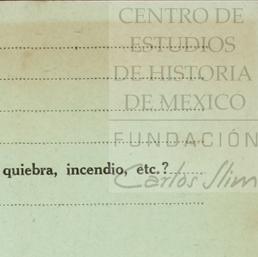 CENTRO DE
ESTUDIOS
DE HISTORIA
DE MEXICO
FUNDACIÓN
Carlos Slim
quiebra, incendio, etc.?